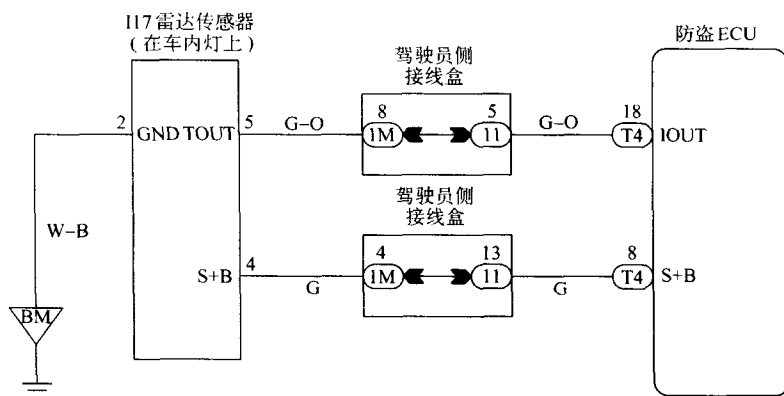 I17雷达传感器
(在车内灯上)
防盗ECU
驾驶员侧
接线盒
2
GND
TOUT
5
G-O
8
1M
5
1I
G-O
18
T4
IOUT
W-B
驾驶员侧
接线盒
S+B
4
G
4
1M
13
1I
G
8
T4
S+B
BM